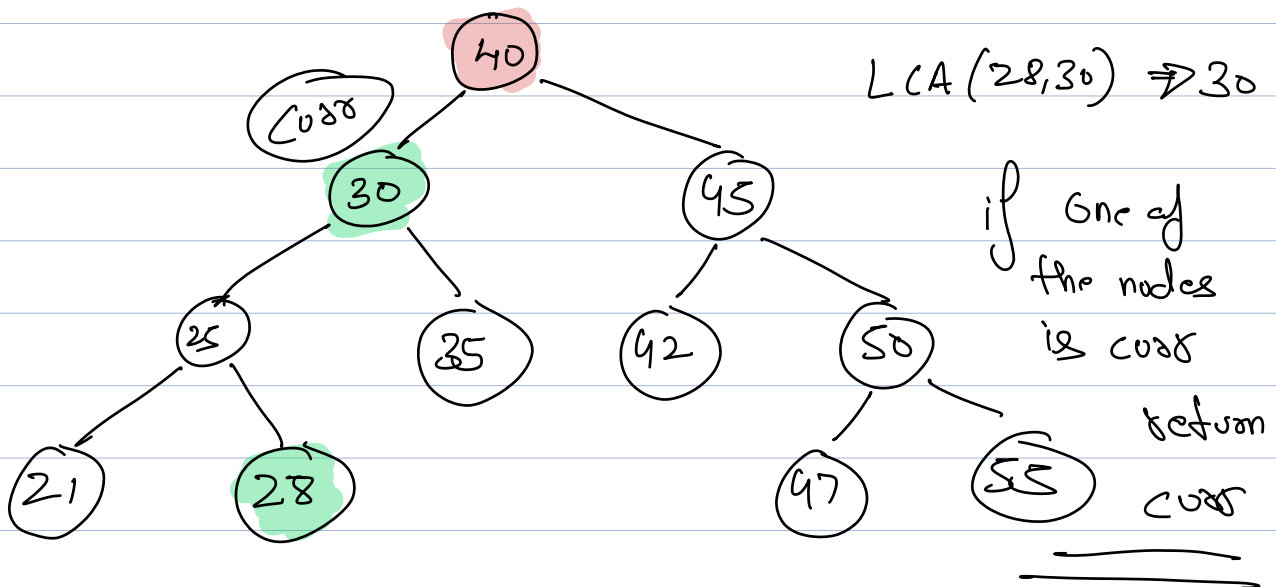 40
LCA (28,30) ⇒ 30
curr
30
45
if one of
the nodes
is curr
25
35
42
50
return
21
28
47
55
curr